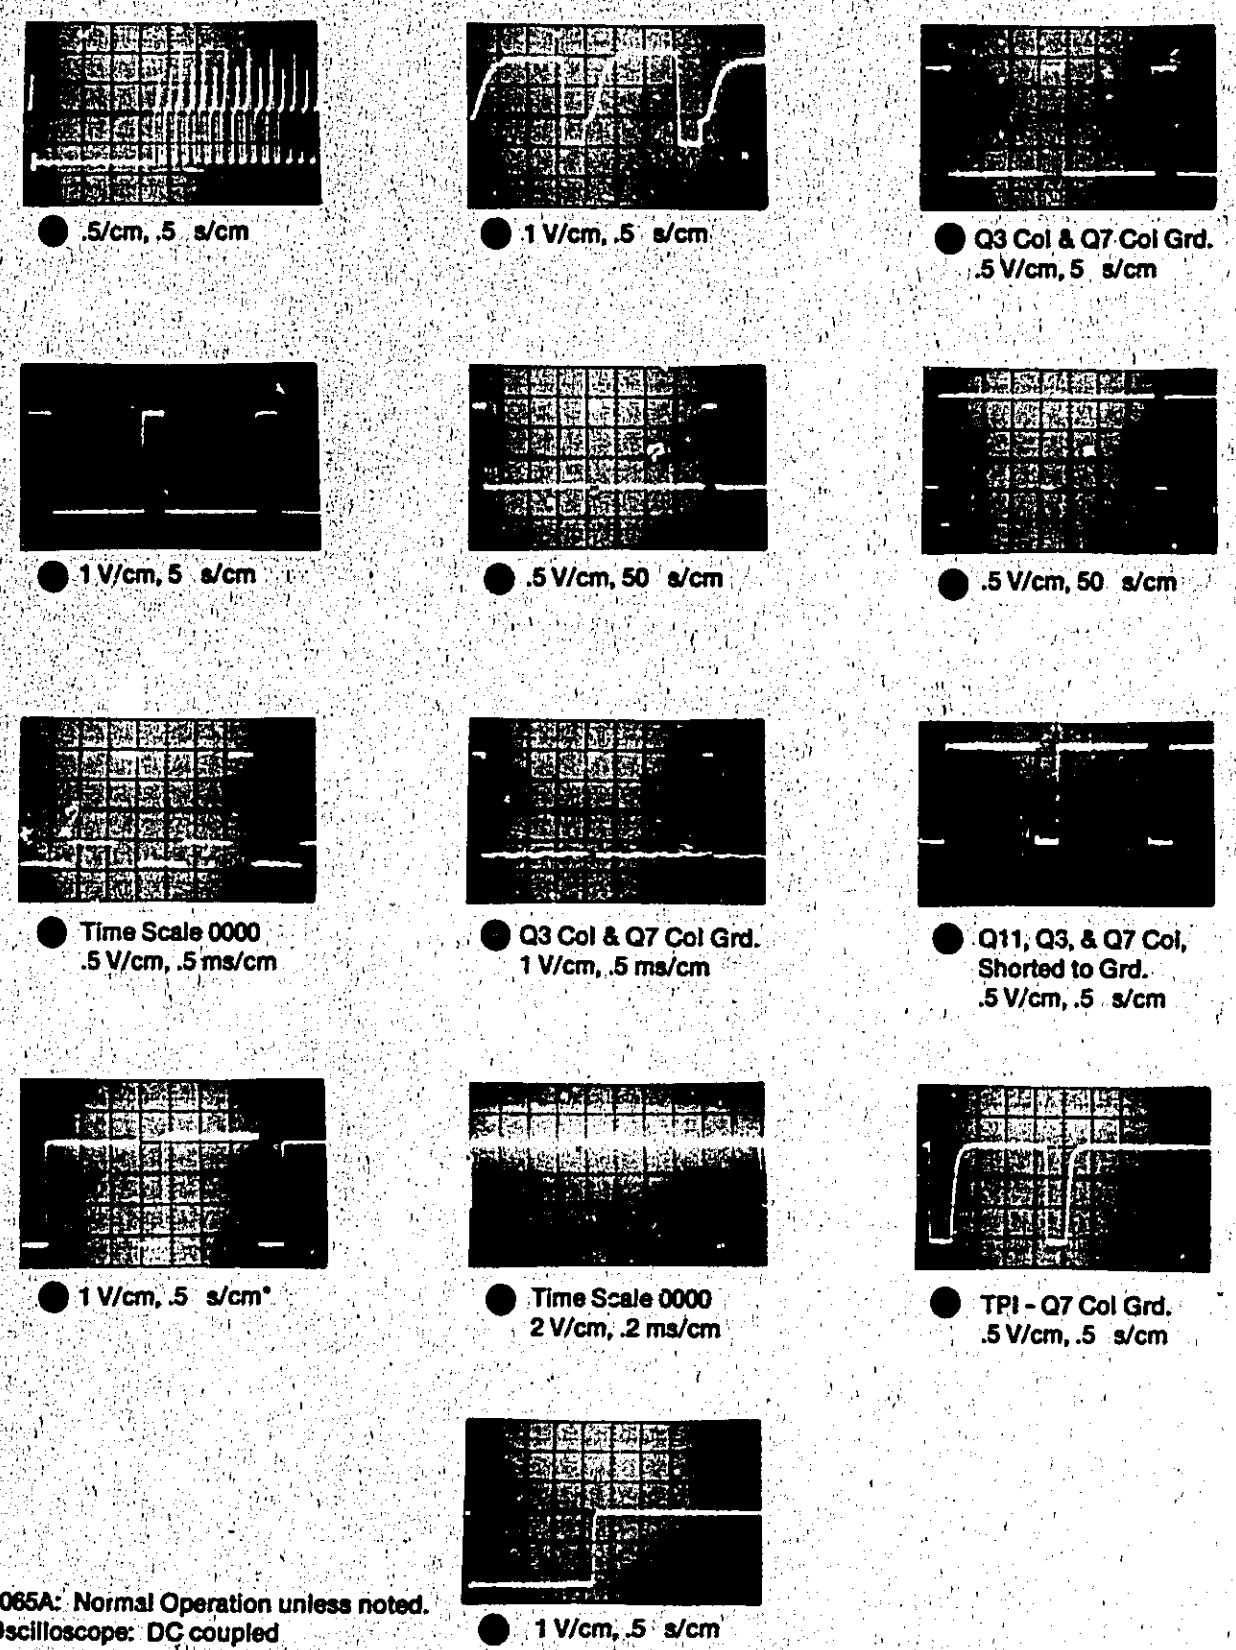 .5/cm, .5 s/cm
1 V/cm, .5 s/cm
Q3 Col & Q7 Col Grd.
.5 V/cm, 5 s/cm
1 V/cm, 5 s/cm
.5 V/cm, 50 s/cm
.5 V/cm, 50 s/cm
Time Scale 0000
.5 V/cm, .5 ms/cm
Q3 Col & Q7 Col Grd.
1 V/cm, .5 ms/cm
Q11, Q3, & Q7 Col,
Shorted to Grd.
.5 V/cm, .5 s/cm
1 V/cm, .5 s/cm*
Time Scale 0000
2 V/cm, .2 ms/cm
TPI - Q7 Col Grd.
.5 V/cm, .5 s/cm
065A: Normal Operation unless noted.
scilloscope: DC coupled
1 V/cm, .5 s/cm